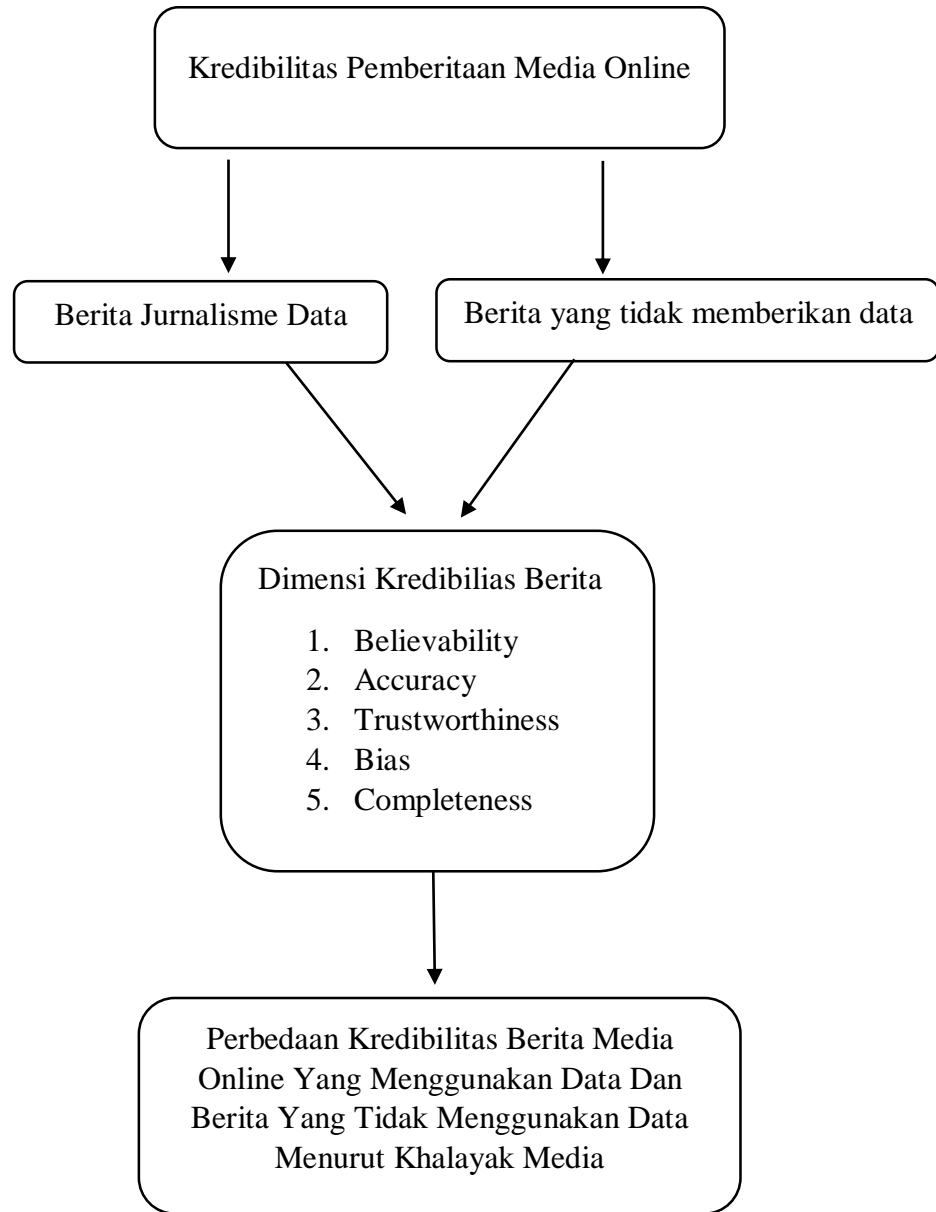 Kredibilitas Pemberitaan Media Online
Berita Jurnalisme Data
Berita yang tidak memberikan data
Dimensi Kredibilias Berita
1. Believability
2. Accuracy
3. Trustworthiness
4. Bias
5. Completeness
Perbedaan Kredibilitas Berita Media
Online Yang Menggunakan Data Dan
Berita Yang Tidak Menggunakan Data
Menurut Khalayak Media